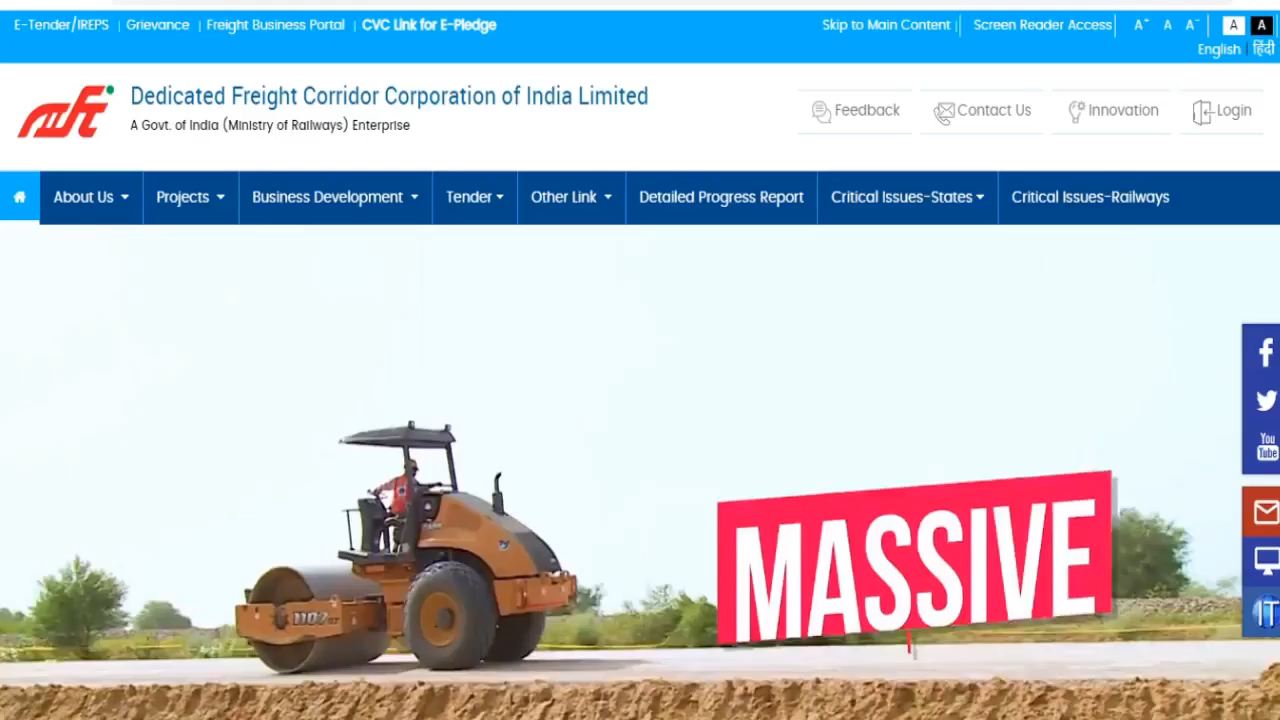 E-Tender/IREPS | Grievance | Freight Business Portal | CVC Link for E-Pledge
Skip to Main Content | Screen Reader Access A+ A A- A A
English | हिंदी
Dedicated Freight Corridor Corporation of India Limited
A Govt. of India (Ministry of Railways) Enterprise
Feedback Contact Us Innovation Login
About Us Projects Business Development Tender Other Link Detailed Progress Report Critical Issues-States Critical Issues-Railways
MASSIVE
You
Tube
IT